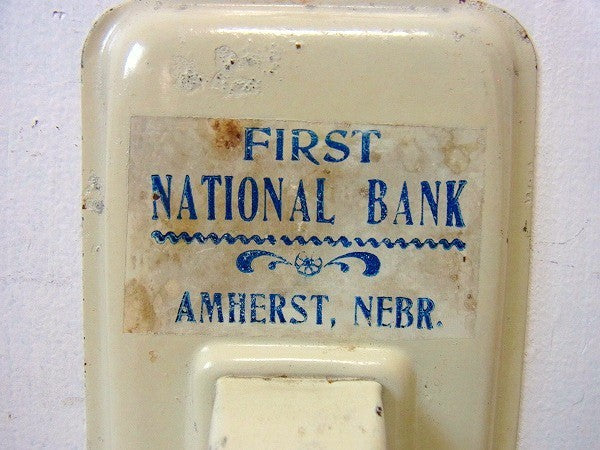 FIRST
NATIONAL BANK
AMHERST, NEBR.